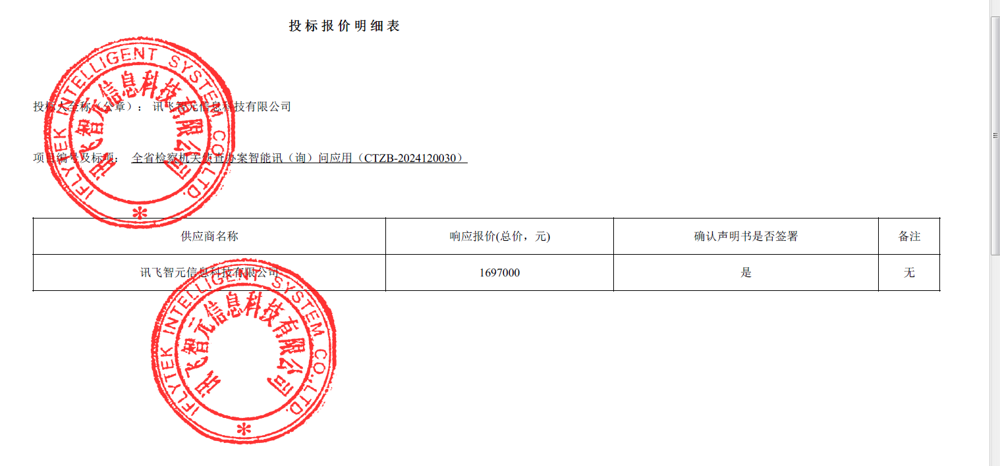 投标报价明细表
投标人全称（公章）： 讯飞智元信息科技有限公司
项目编号及标项： 全省检察机关侦查办案智能讯（询）问应用（CTZB-2024120030）
IFLYTEK INTELLIGENT SYSTEM CO.,LTD.
讯飞智元信息科技有限公司
供应商名称 响应报价(总价，元) 确认声明书是否签署 备注
讯飞智元信息科技有限公司 1697000 是 无
IFLYTEK INTELLIGENT SYSTEM CO.,LTD.
讯飞智元信息科技有限公司